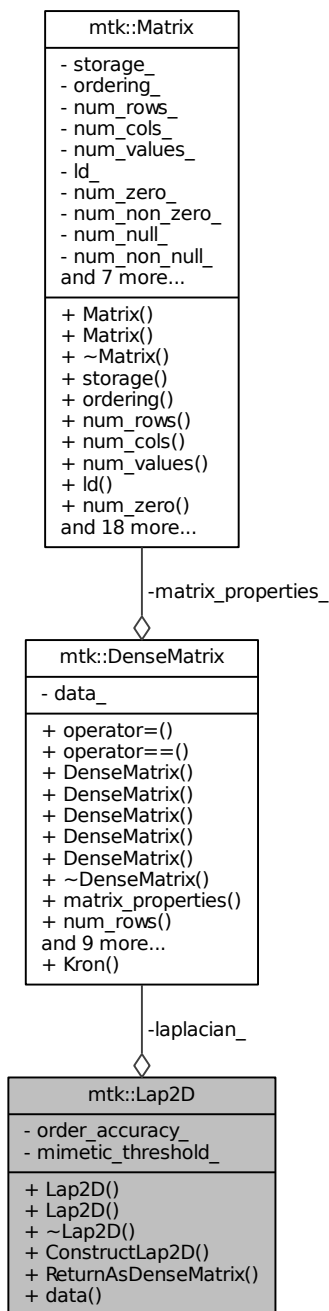 mtk::Matrix
- storage_
- ordering_
- num_rows_
- num_cols_
- num_values_
- ld_
- num_zero_
- num_non_zero_
- num_null_
- num_non_null_
and 7 more...
+ Matrix()
+ Matrix()
+ ~Matrix()
+ storage()
+ ordering()
+ num_rows()
+ num_cols()
+ num_values()
+ ld()
+ num_zero()
and 18 more...
-matrix_properties_
mtk::DenseMatrix
- data_
+ operator=()
+ operator==()
+ DenseMatrix()
+ DenseMatrix()
+ DenseMatrix()
+ DenseMatrix()
+ DenseMatrix()
+ ~DenseMatrix()
+ matrix_properties()
+ num_rows()
and 9 more...
+ Kron()
-laplacian_
mtk::Lap2D
- order_accuracy_
- mimetic_threshold_
+ Lap2D()
+ Lap2D()
+ ~Lap2D()
+ ConstructLap2D()
+ ReturnAsDenseMatrix()
+ data()